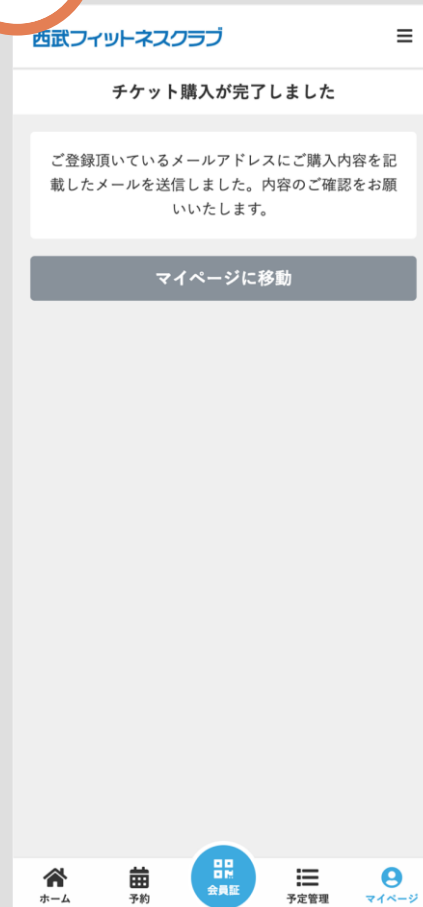 西武フィットネスクラブ
チケット購入が完了しました
ご登録頂いているメールアドレスにご購入内容を記
載したメールを送信しました。内容のご確認をお願
いいたします。
マイページに移動
ホーム
予約
会員証
予定管理
マイページ